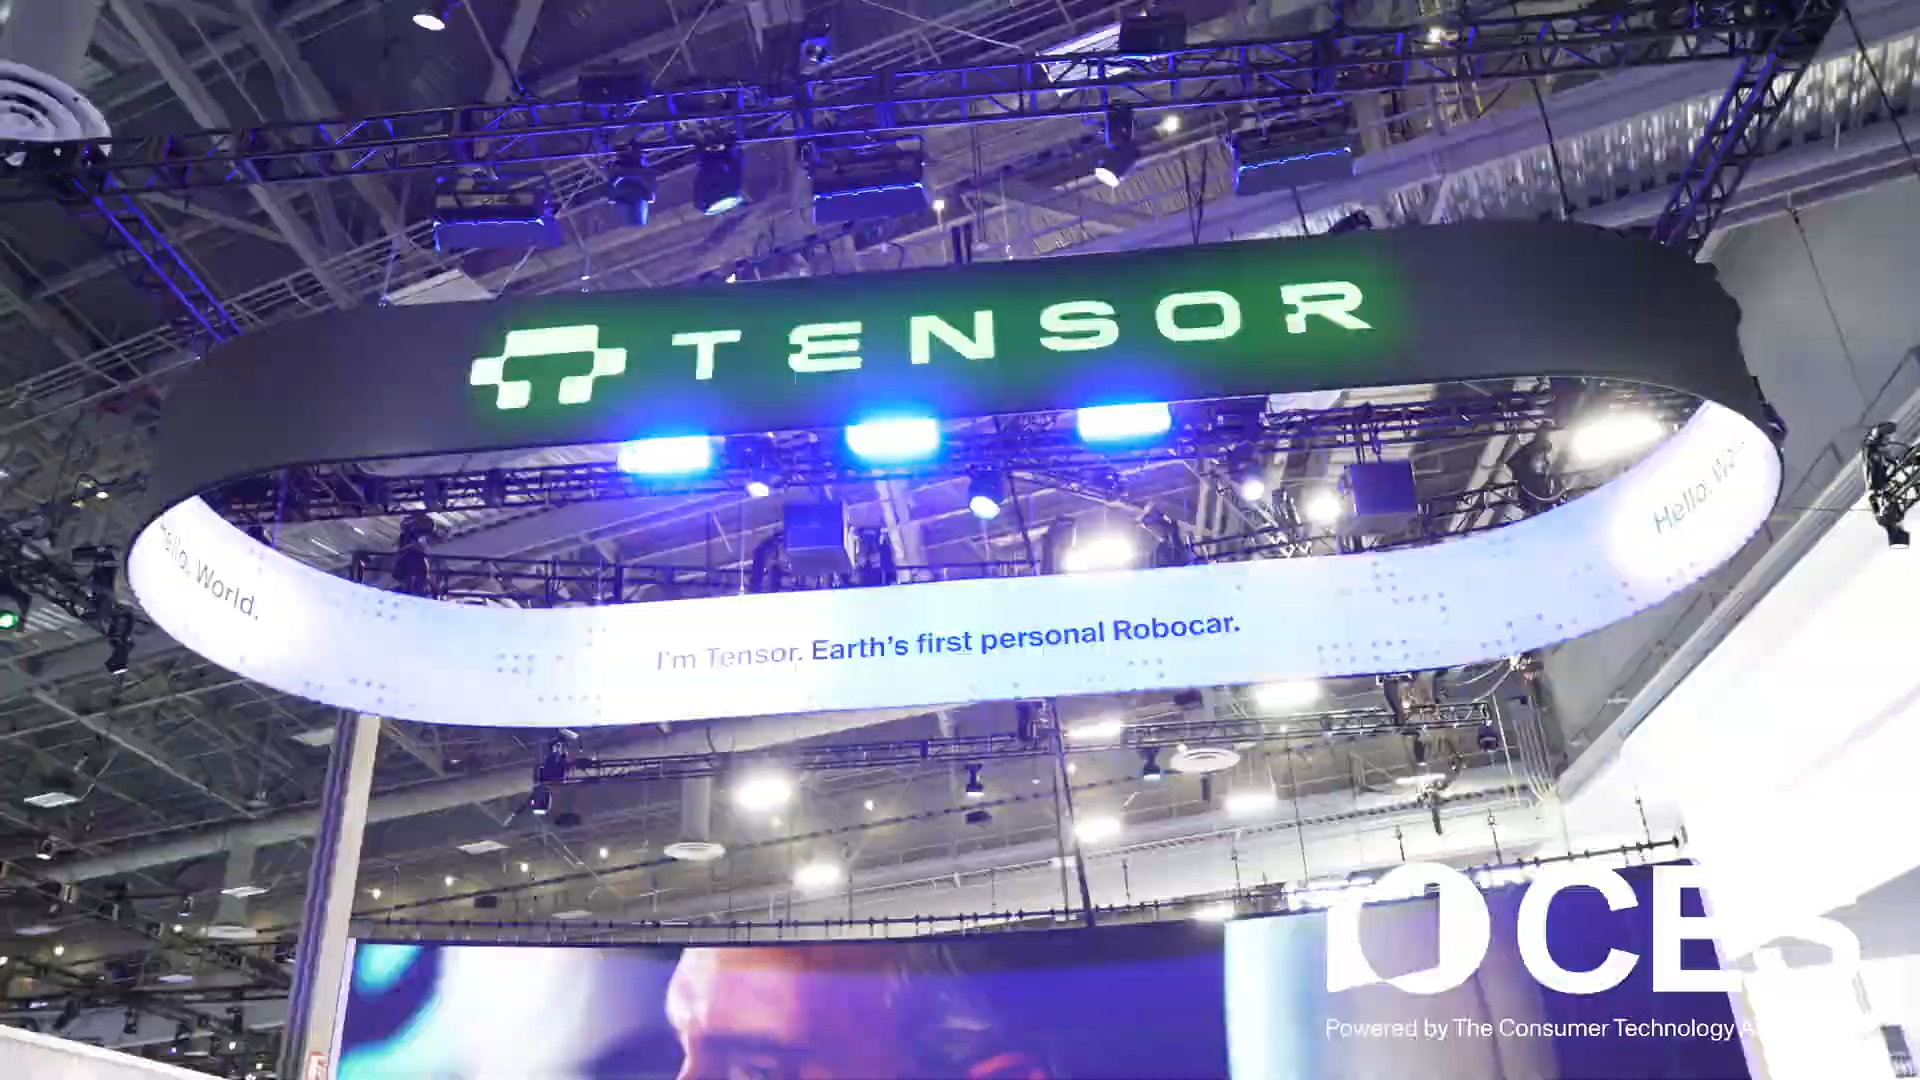 TENSOR
Hello, World.
I'm Tensor. Earth's first personal Robocar.
Hello,
CES
Powered by The Consumer Technology